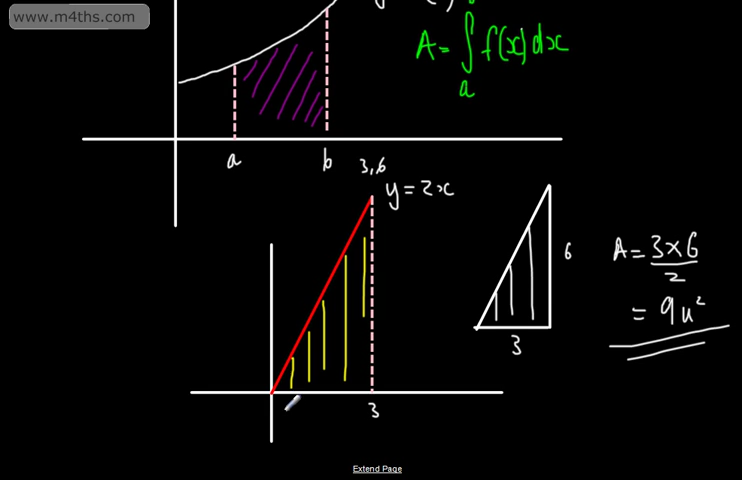 www.m4ths.com
A = ∫ f(x) dx
a
a
b
3,6
y = 2x
6
A = 3 × 6
2
= 9u²
3
3
Extend Page